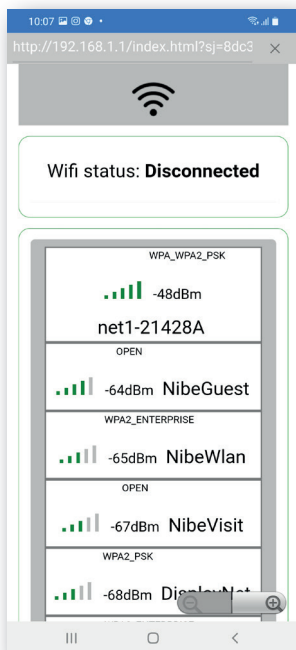 10:07
http://192.168.1.1/index.html?sj=8dc3
Wifi status: Disconnected
WPA_WPA2_PSK
-48dBm
net1-21428A
OPEN
-64dBm NibeGuest
WPA2_ENTERPRISE
-65dBm NibeWlan
OPEN
-67dBm NibeVisit
WPA2_PSK
-68dBm DisplayNet